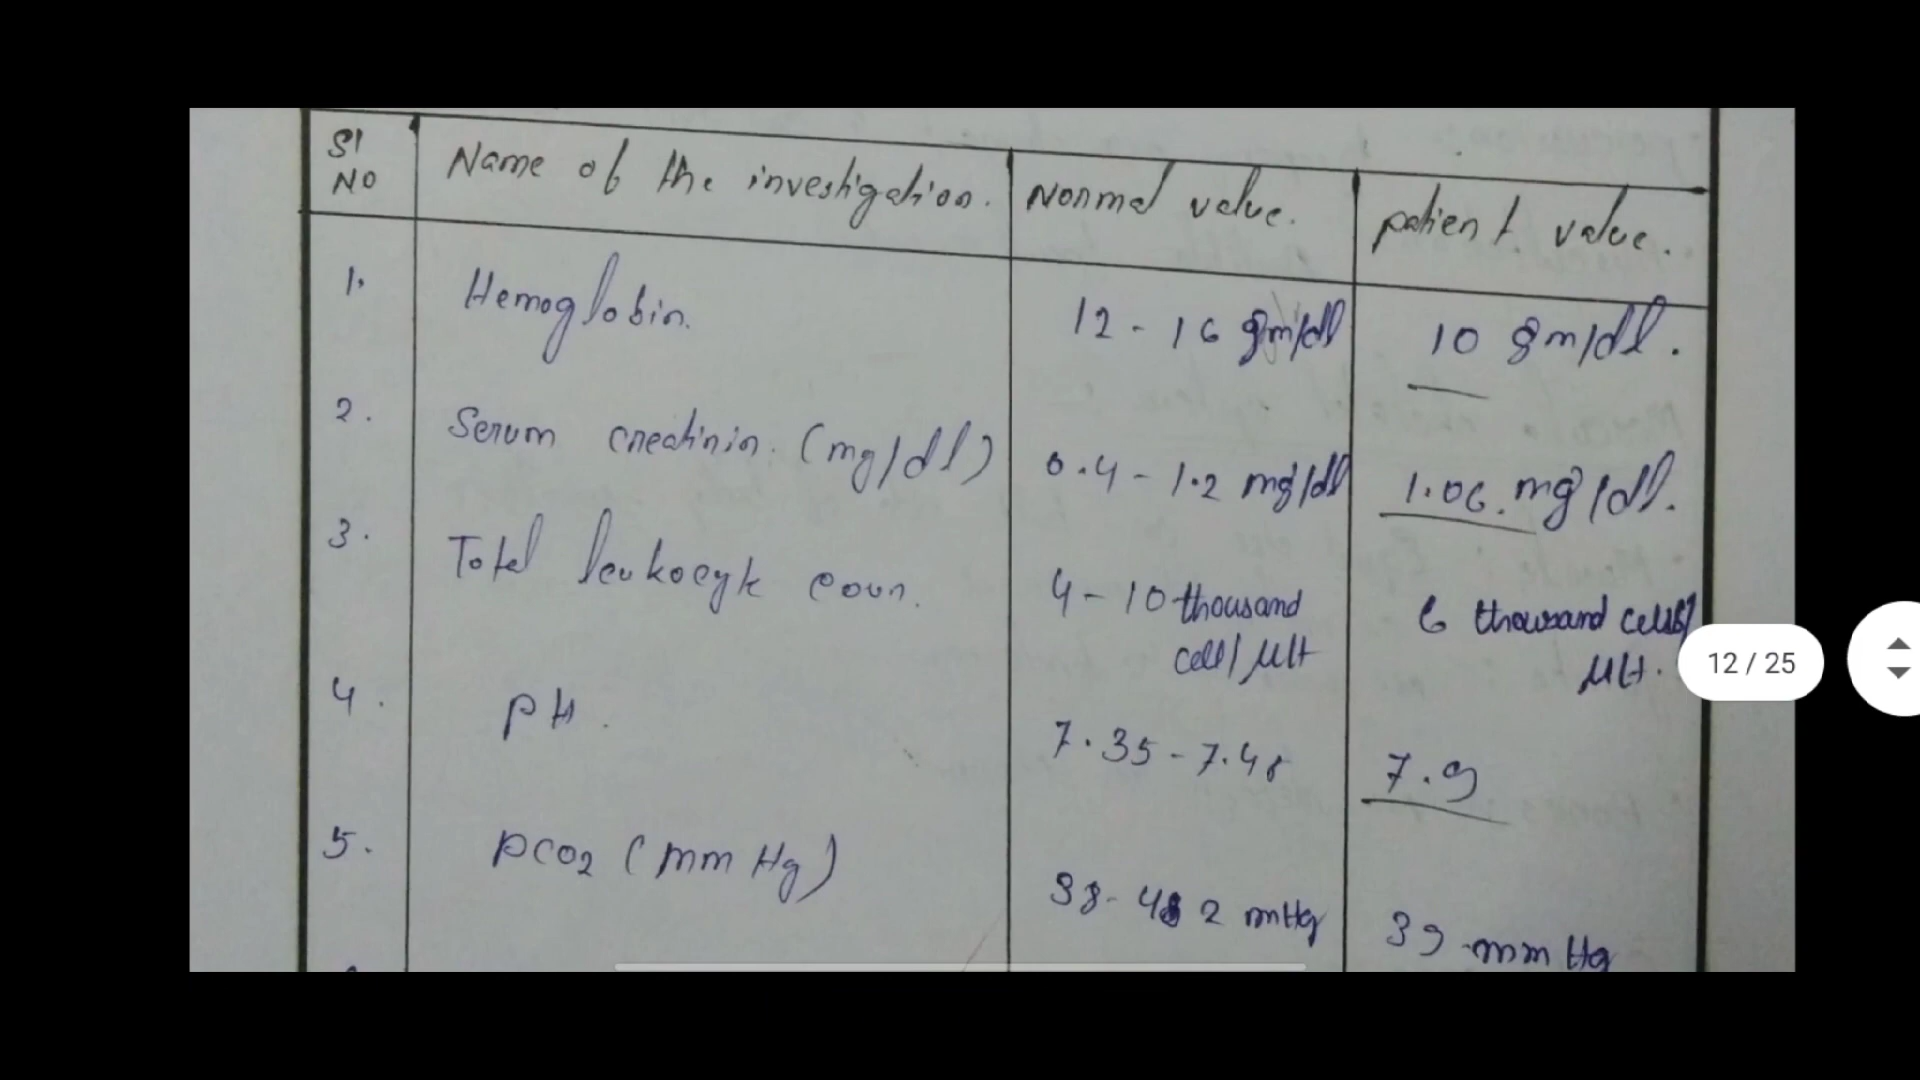 Sl No | Name of the investigation. | Normal value. | patient value.
1. | Hemoglobin. | 12 - 16 gm/dl | 10 gm/dl.
2. | Serum creatinin. (mg/dl) | 0.4 - 1.2 mg/dl | 1.06. mg/dl.
3. | Total leukocyte coun. | 4 - 10 thousand cell/ | 6 thousand cells/
4. | PH. | 7.35 - 7.45 | 7.9
5. | PCO2 (mm Hg) | 38- 42 mHg | 39 mm Hg
12 / 25